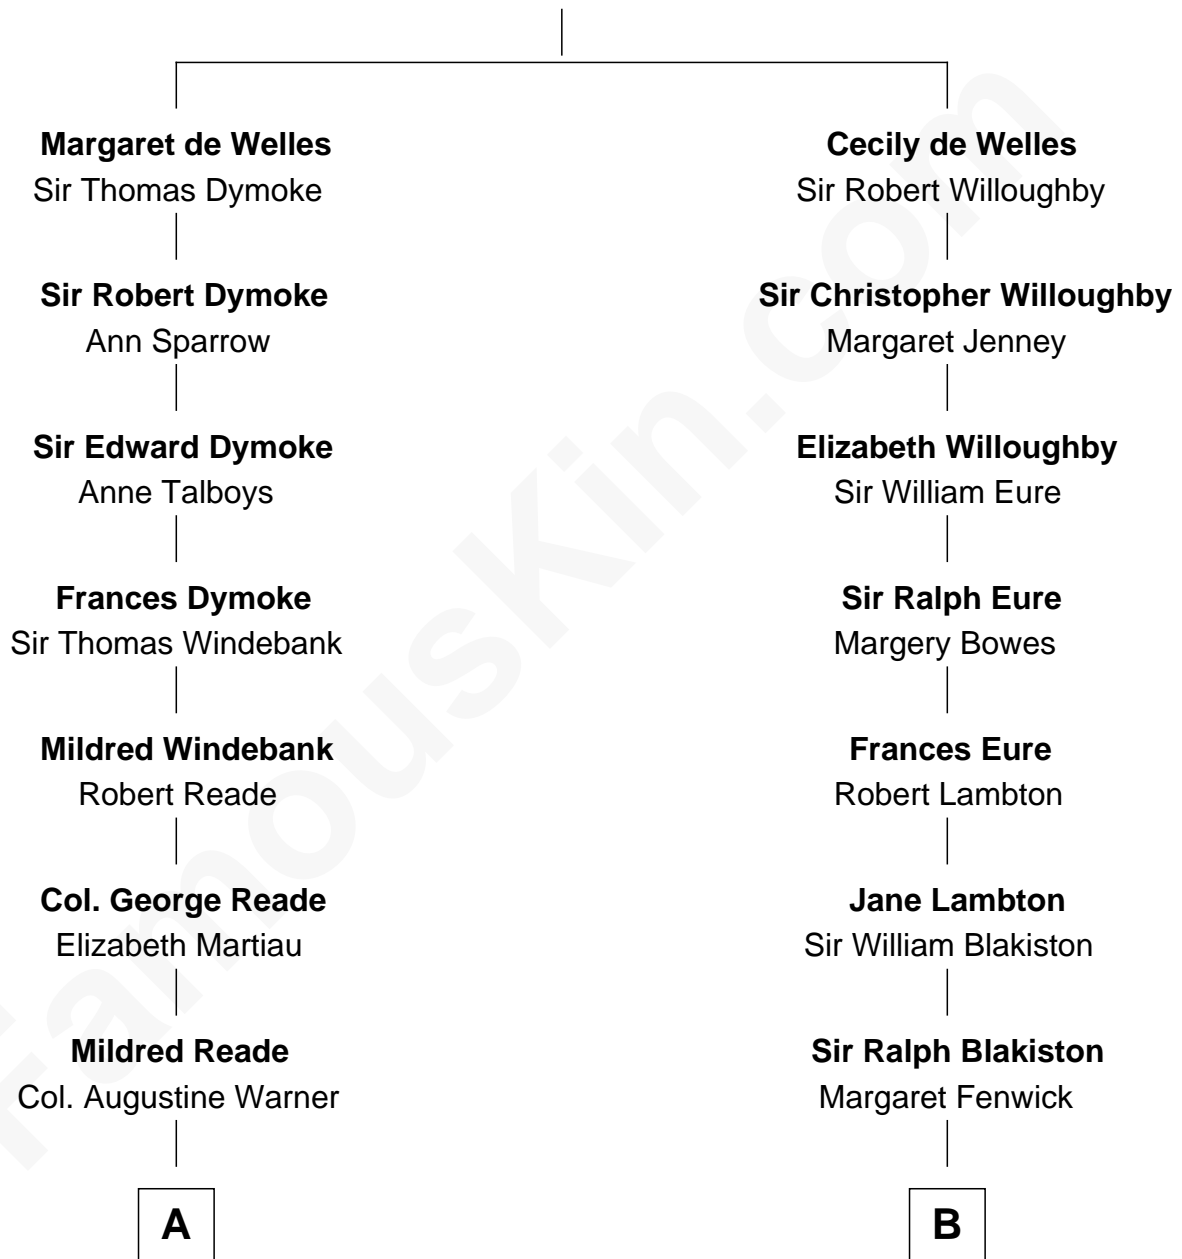 Margaret de Welles
Sir Thomas Dymoke
Cecily de Welles
Sir Robert Willoughby
Sir Robert Dymoke
Ann Sparrow
Sir Christopher Willoughby
Margaret Jenney
Sir Edward Dymoke
Anne Talboys
Elizabeth Willoughby
Sir William Eure
Frances Dymoke
Sir Thomas Windebank
Sir Ralph Eure
Margery Bowes
Mildred Windebank
Robert Reade
Frances Eure
Robert Lambton
Col. George Reade
Elizabeth Martiau
Jane Lambton
Sir William Blakiston
Mildred Reade
Col. Augustine Warner
Sir Ralph Blakiston
Margaret Fenwick
A
B
FamousKin.com